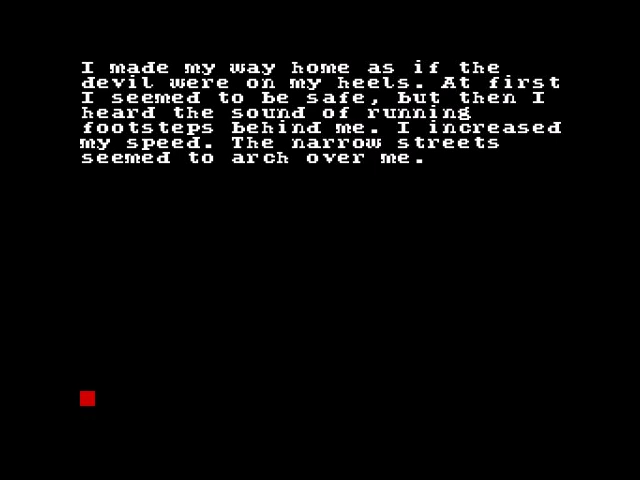 I made my way home as if the
devil were on my heels. At first
I seemed to be safe, but then I
heard the sound of running
footsteps behind me. I increased
my speed. The narrow streets
seemed to arch over me.